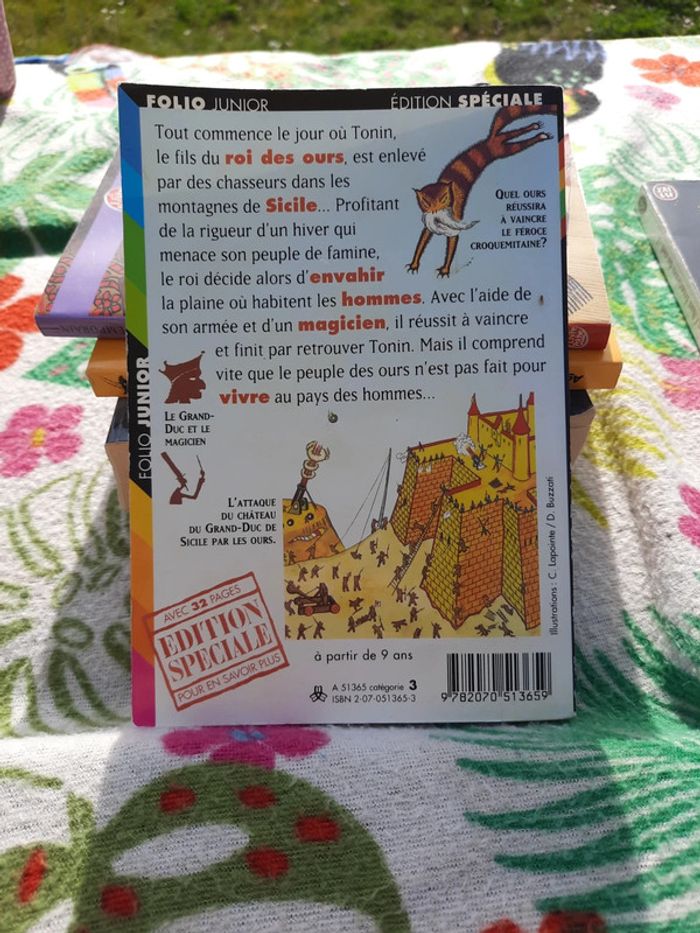 FOLIO JUNIOR
ÉDITION SPÉCIALE
Tout commence le jour où Tonin,
le fils du roi des ours, est enlevé
par des chasseurs dans les
montagnes de Sicile... Profitant
de la rigueur d'un hiver qui
menace son peuple de famine,
le roi décide alors d'envahir
la plaine où habitent les hommes. Avec l'aide de
son armée et d'un magicien, il réussit à vaincre
et finit par retrouver Tonin. Mais il comprend
vite que le peuple des ours n'est pas fait pour
vivre au pays des hommes...
QUEL OURS
RÉUSSIRA
À VAINCRE
LE FÉROCE
CROQUEMITAINE?
FOLIO JUNIOR
LE GRAND-
DUC ET LE
MAGICIEN
L'ATTAQUE
DU CHÂTEAU
DU GRAND-DUC DE
SICILE PAR LES OURS.
Illustrations : C. Lapointe / D. Buzzati
AVEC 32 PAGES
EDITION
SPÉCIALE
POUR EN SAVOIR PLUS
à partir de 9 ans
A 51365 catégorie 3
ISBN 2-07-051365-3
9 782070 513659